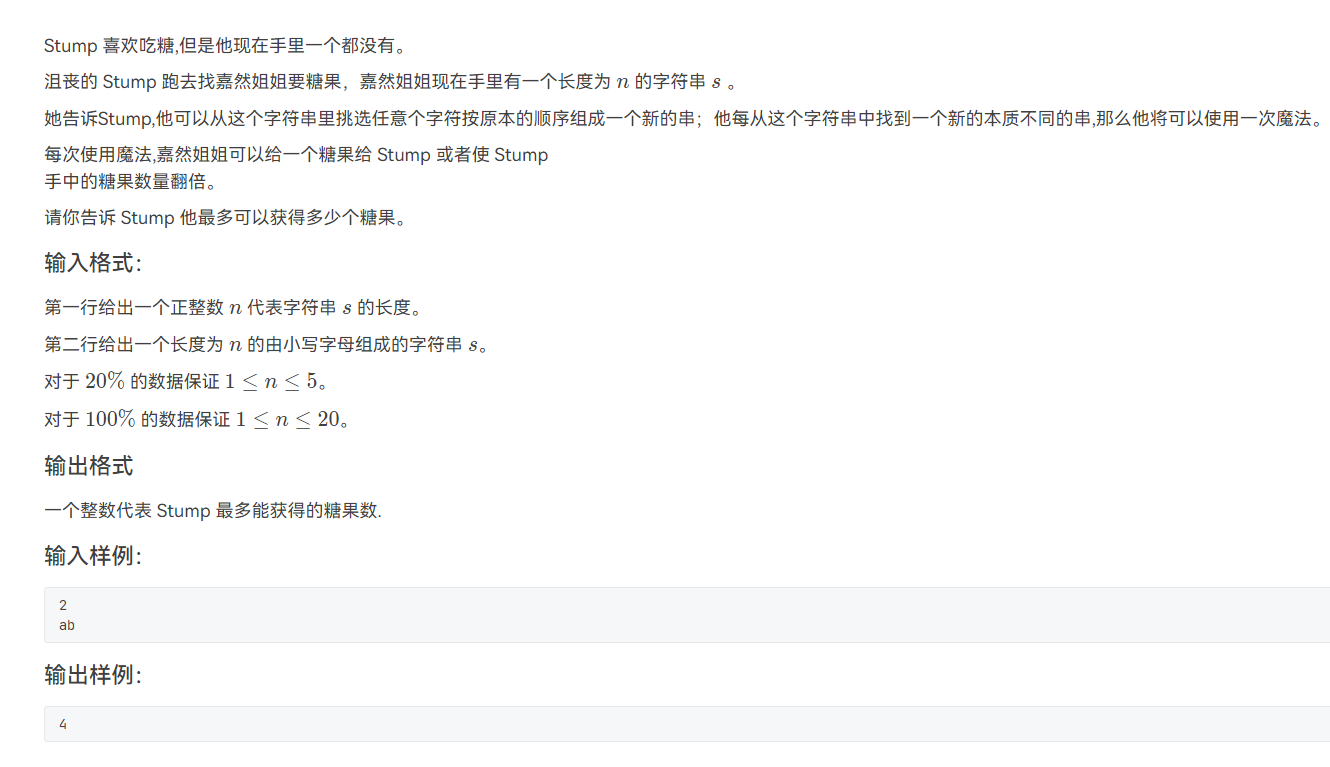 Stump 喜欢吃糖,但是他现在手里一个都没有。
沮丧的 Stump 跑去找嘉然姐姐要糖果，嘉然姐姐现在手里有一个长度为 n 的字符串 s 。
她告诉Stump,他可以从这个字符串里挑选任意个字符按原本的顺序组成一个新的串；他每从这个字符串中找到一个新的本质不同的串,那么他将可以使用一次魔法。
每次使用魔法,嘉然姐姐可以给一个糖果给 Stump 或者使 Stump
手中的糖果数量翻倍。
请你告诉 Stump 他最多可以获得多少个糖果。
输入格式：
第一行给出一个正整数 n 代表字符串 s 的长度。
第二行给出一个长度为 n 的由小写字母组成的字符串 s。
对于 20% 的数据保证 1 ≤ n ≤ 5。
对于 100% 的数据保证 1 ≤ n ≤ 20。
输出格式
一个整数代表 Stump 最多能获得的糖果数.
输入样例：
2
ab
输出样例：
4